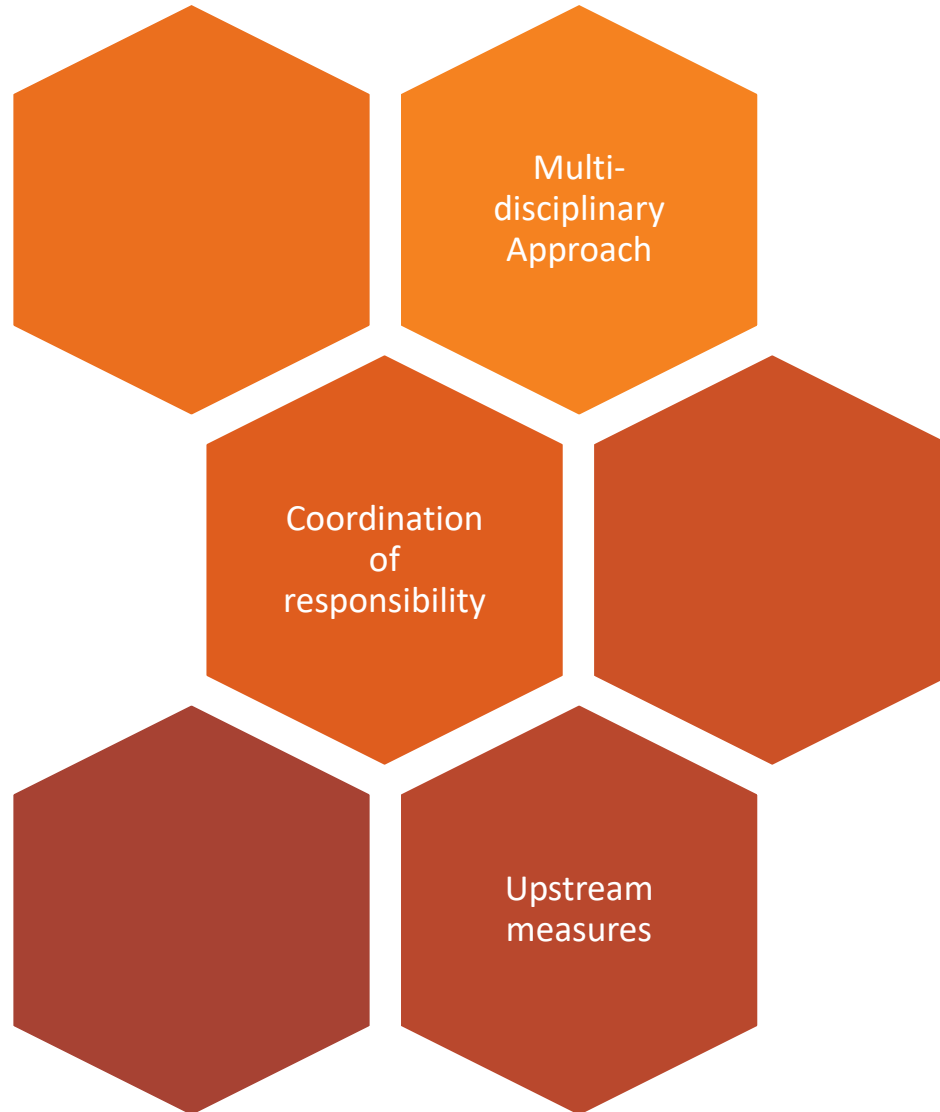 Multi-
disciplinary
Approach
Coordination
of
responsibility
Upstream
measures